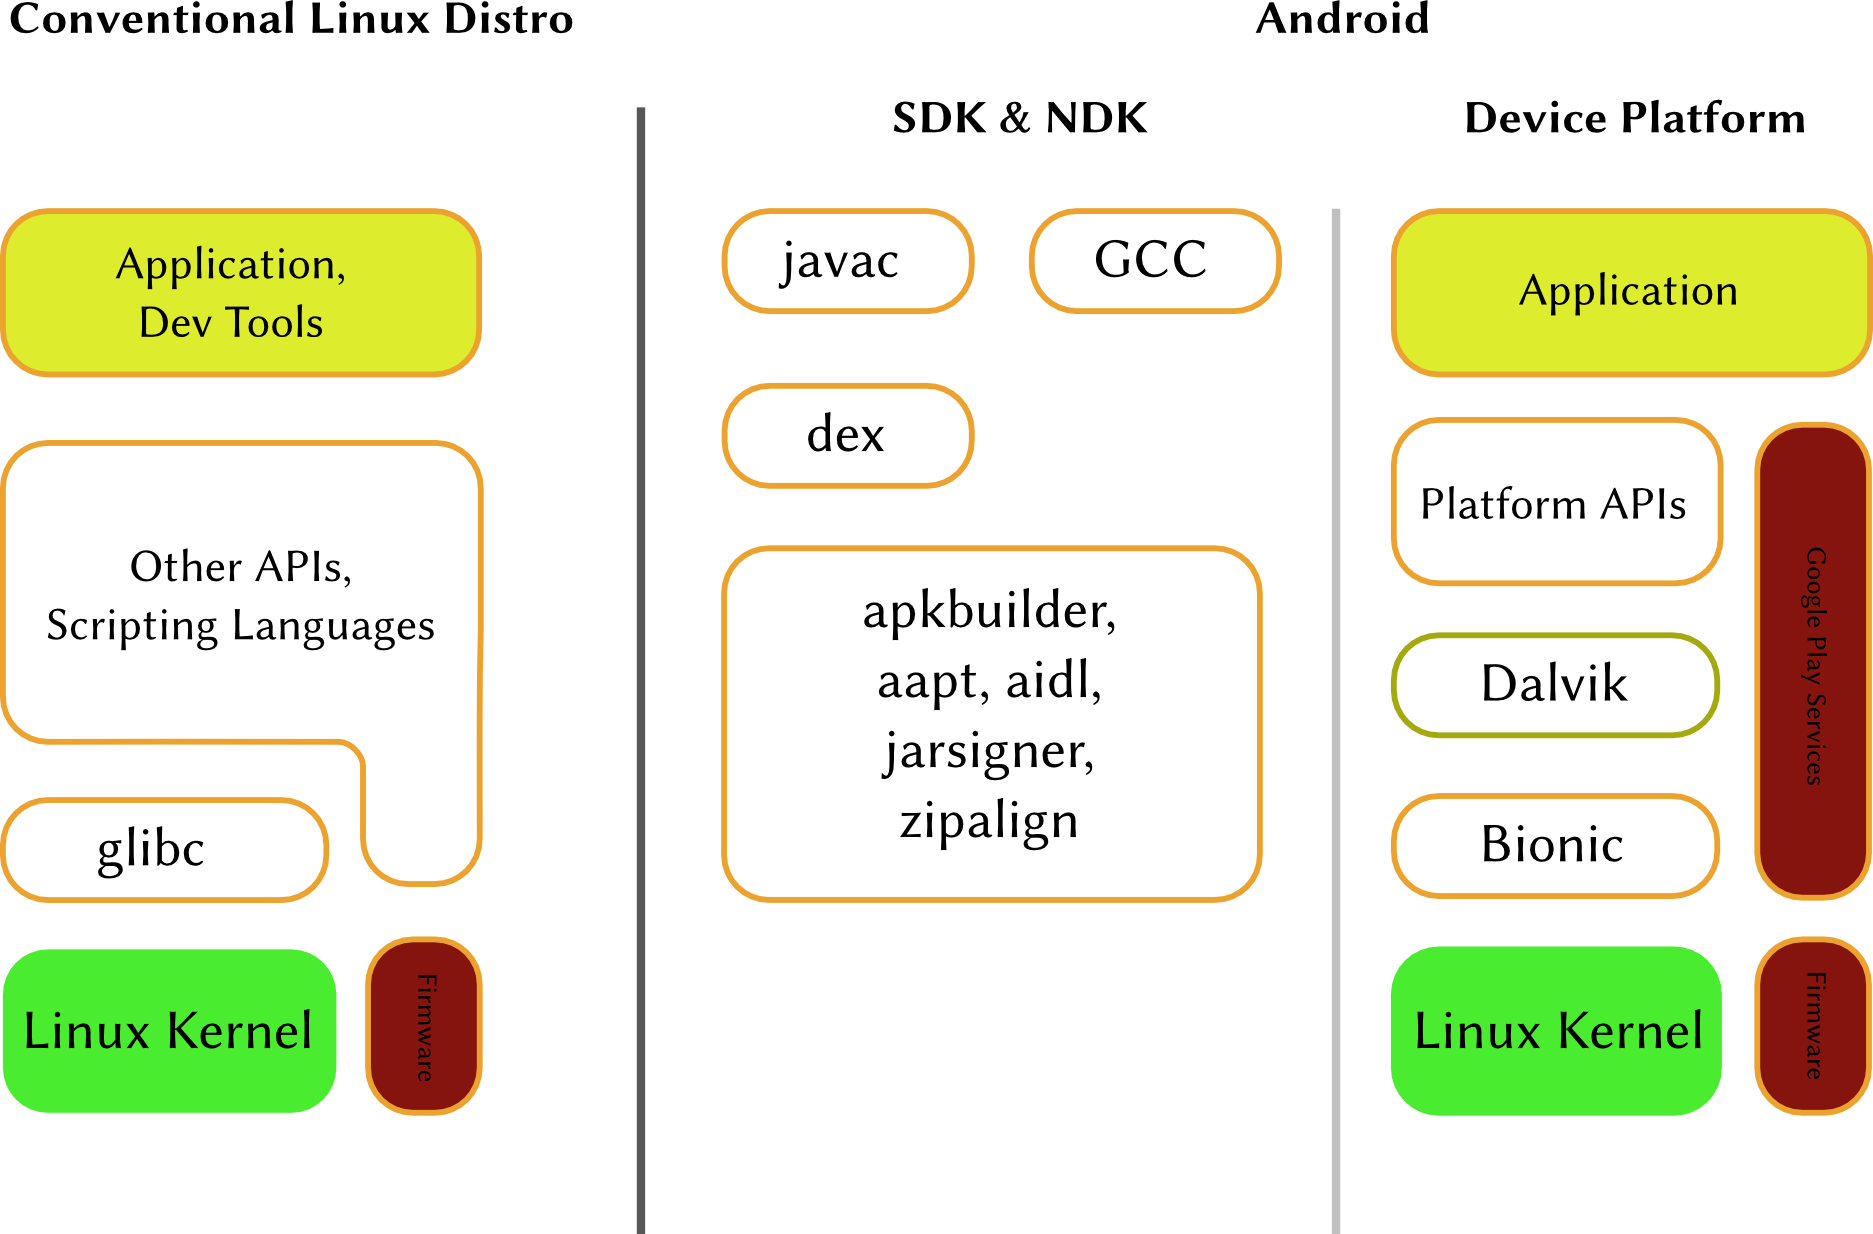 Conventional Linux Distro
Application,
Dev Tools
Other APIs,
Scripting Languages
glibc
Linux Kernel
Firmware
Android
SDK & NDK
javac
GCC
dex
apkbuilder,
aapt, aidl,
jarsigner,
zipalign
Device Platform
Application
Platform APIs
Google Play Services
Dalvik
Bionic
Linux Kernel
Firmware